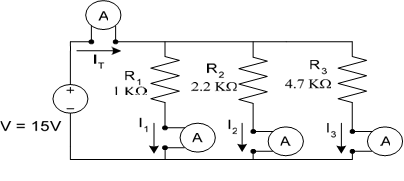 A
I_T
R_1
1 KΩ
R_2
2.2 KΩ
R_3
4.7 KΩ
+
−
V = 15V
I_1
A
I_2
A
I_3
A